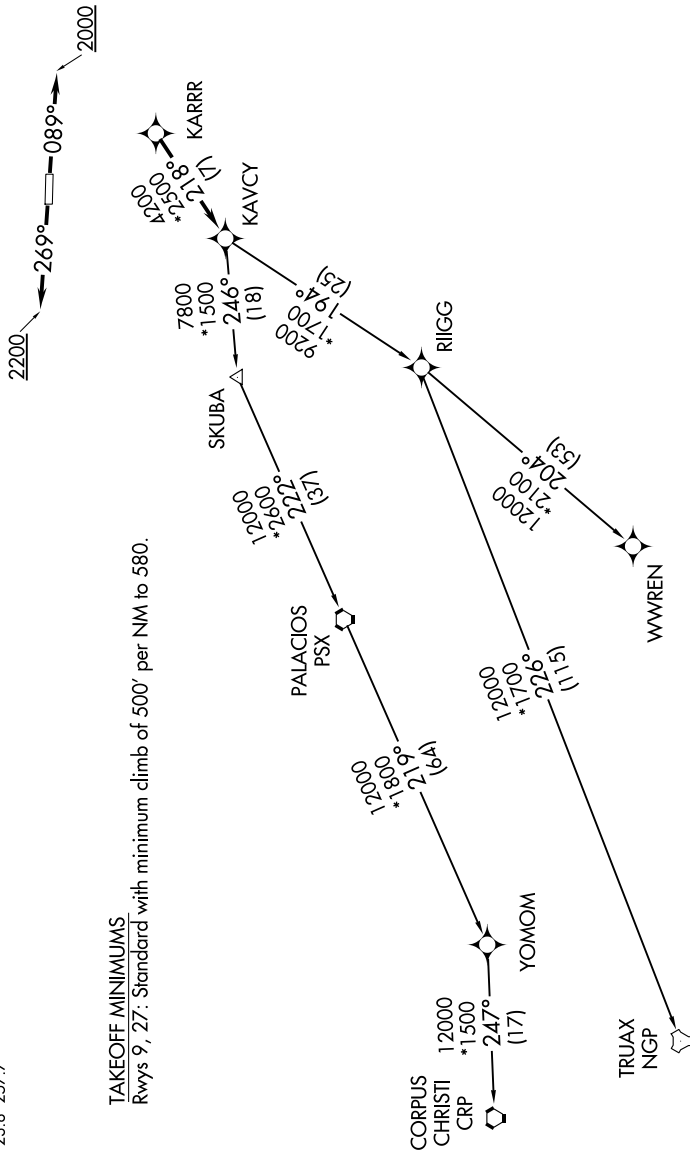 2200
269°
089°
2000
KARRR
4200
*2500
218°
(7)
KAVCY
7800
*1500
246°
(18)
SKUBA
9200
*1700
194°
(25)
RIIGG
12000
*2600
222°
(37)
PALACIOS
PSX
12000
*2100
204°
(53)
WWREN
12000
*1700
226°
(115)
12000
*1800
219°
(64)
YOMOM
12000
*1500
247°
(17)
CORPUS
CHRISTI
CRP
TRUAX
NGP
TAKEOFF MINIMUMS
Rwys 9, 27: Standard with minimum climb of 500' per NM to 580.